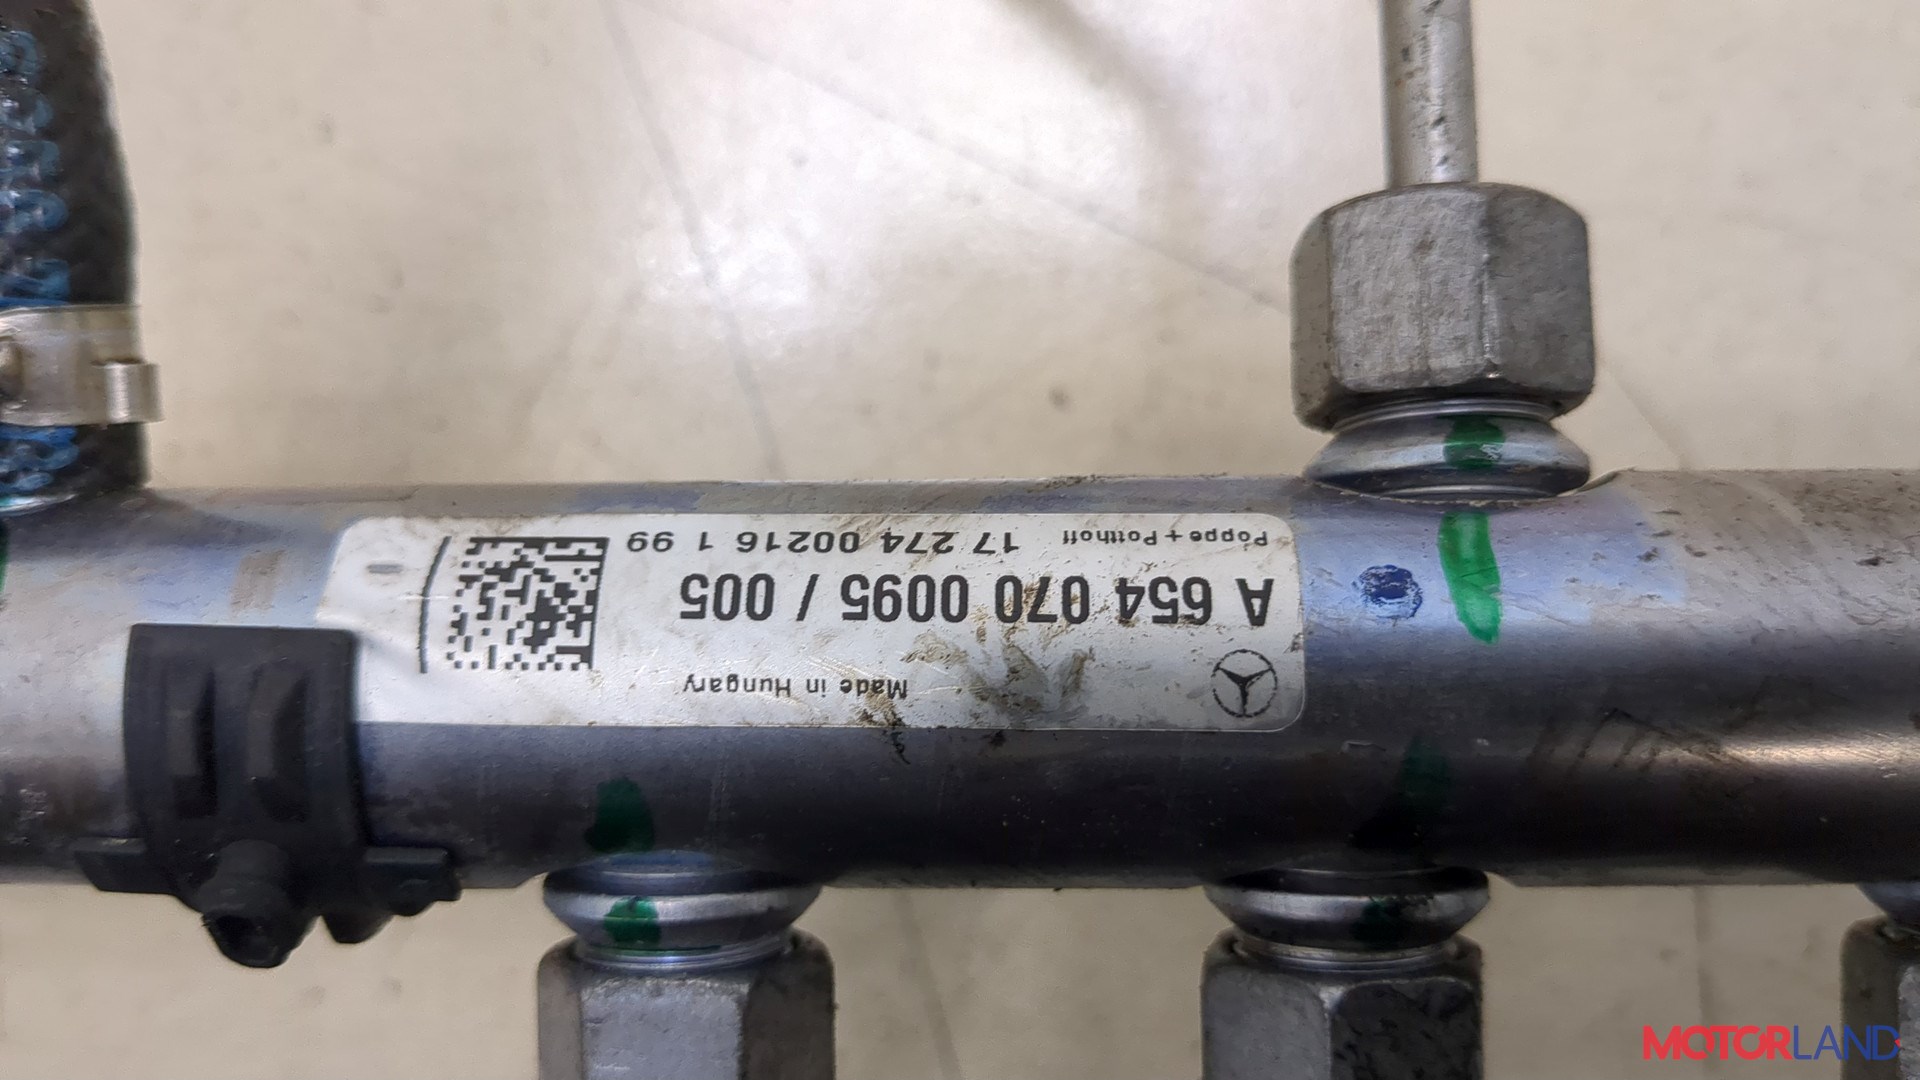 Made in Hungary
A 654 070 0095 / 005
Poppe + Potthoff 17 274 00216 1 99
MOTORLAND